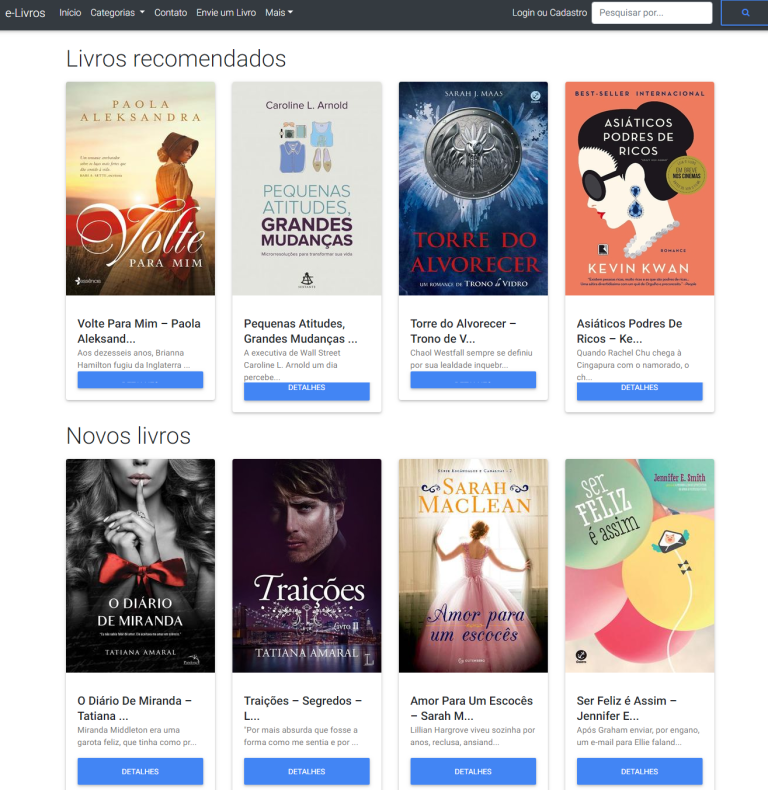 e-Livros Início Categorias Contato Envie um Livro Mais Login ou Cadastro Pesquisar por...
Livros recomendados
PAOLA
ALEKSANDRA
Volte
PARA MIM
essência
Caroline L. Arnold
PEQUENAS
ATITUDES,
GRANDES
MUDANÇAS
Microrresoluções para transformar sua vida
SEXTANTE
SARAH J. MAAS
TORRE DO
ALVORECER
UM ROMANCE DE TRONO de VIDRO
BEST-SELLER INTERNACIONAL
ASIÁTICOS
PODRES DE
RICOS
EM BREVE
NOS CINEMAS
ROMANCE
KEVIN KWAN
Volte Para Mim – Paola
Aleksand...
Aos dezesseis anos, Brianna
Hamilton fugiu da Inglaterra ...
Pequenas Atitudes,
Grandes Mudanças ...
A executiva de Wall Street
Caroline L. Arnold um dia
percebe...
DETALHES
Torre do Alvorecer –
Trono de V...
Chaol Westfall sempre se definiu
por sua lealdade inquebr...
Asiáticos Podres De
Ricos – Ke...
Quando Rachel Chu chega à
Cingapura com o namorado, o
ch...
DETALHES
Novos livros
O DIÁRIO
DE MIRANDA
TATIANA AMARAL
Traições
Livro II
TATIANA AMARAL
SÉRIE ESCÂNDALOS E CANALHAS - 2
SARAH
MACLEAN
Amor para
um escocês
GUTENBERG
ser
FELIZ
é assim
Jennifer E. Smith
O Diário De Miranda –
Tatiana ...
Miranda Middleton era uma
garota feliz, que tinha como pr...
DETALHES
Traições – Segredos –
L...
"Por mais absurda que fosse a
forma como me sentia e por ...
DETALHES
Amor Para Um Escocês
– Sarah M...
Lillian Hargrove viveu sozinha por
anos, reclusa, ansiand...
DETALHES
Ser Feliz é Assim –
Jennifer E...
Após Graham enviar, por engano,
um e-mail para Ellie faland...
DETALHES